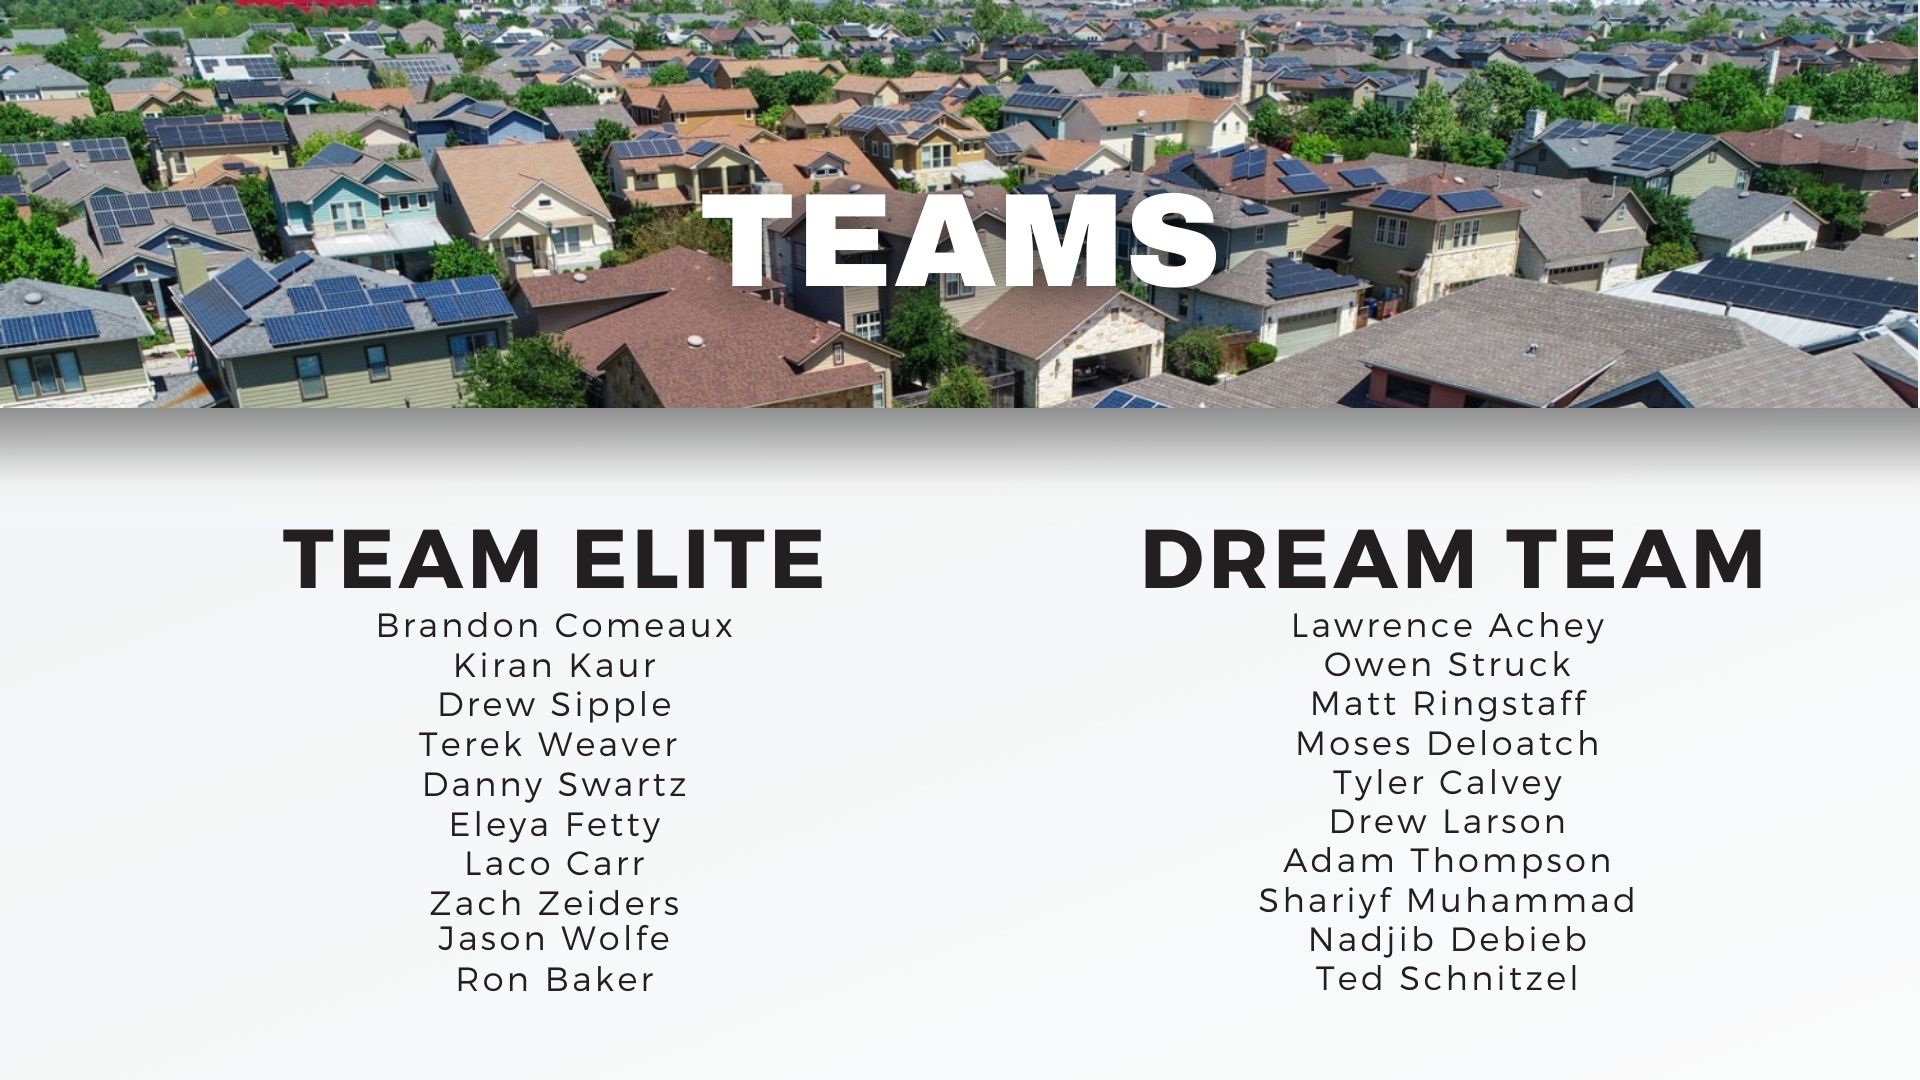 TEAMS
TEAM ELITE
Brandon Comeaux
Kiran Kaur
Drew Sipple
Terek Weaver
Danny Swartz
Eleya Fetty
Laco Carr
Zach Zeiders
Jason Wolfe
Ron Baker
DREAM TEAM
Lawrence Achey
Owen Struck
Matt Ringstaff
Moses Deloatch
Tyler Calvey
Drew Larson
Adam Thompson
Shariyf Muhammad
Nadjib Debieb
Ted Schnitzel